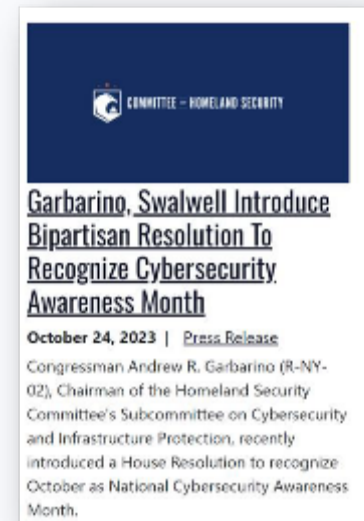 COMMITTEE – HOMELAND SECURITY
Garbarino, Swalwell Introduce
Bipartisan Resolution To
Recognize Cybersecurity
Awareness Month
October 24, 2023 | Press Release
Congressman Andrew R. Garbarino (R-NY-
02), Chairman of the Homeland Security
Committee's Subcommittee on Cybersecurity
and Infrastructure Protection, recently
introduced a House Resolution to recognize
October as National Cybersecurity Awareness
Month.